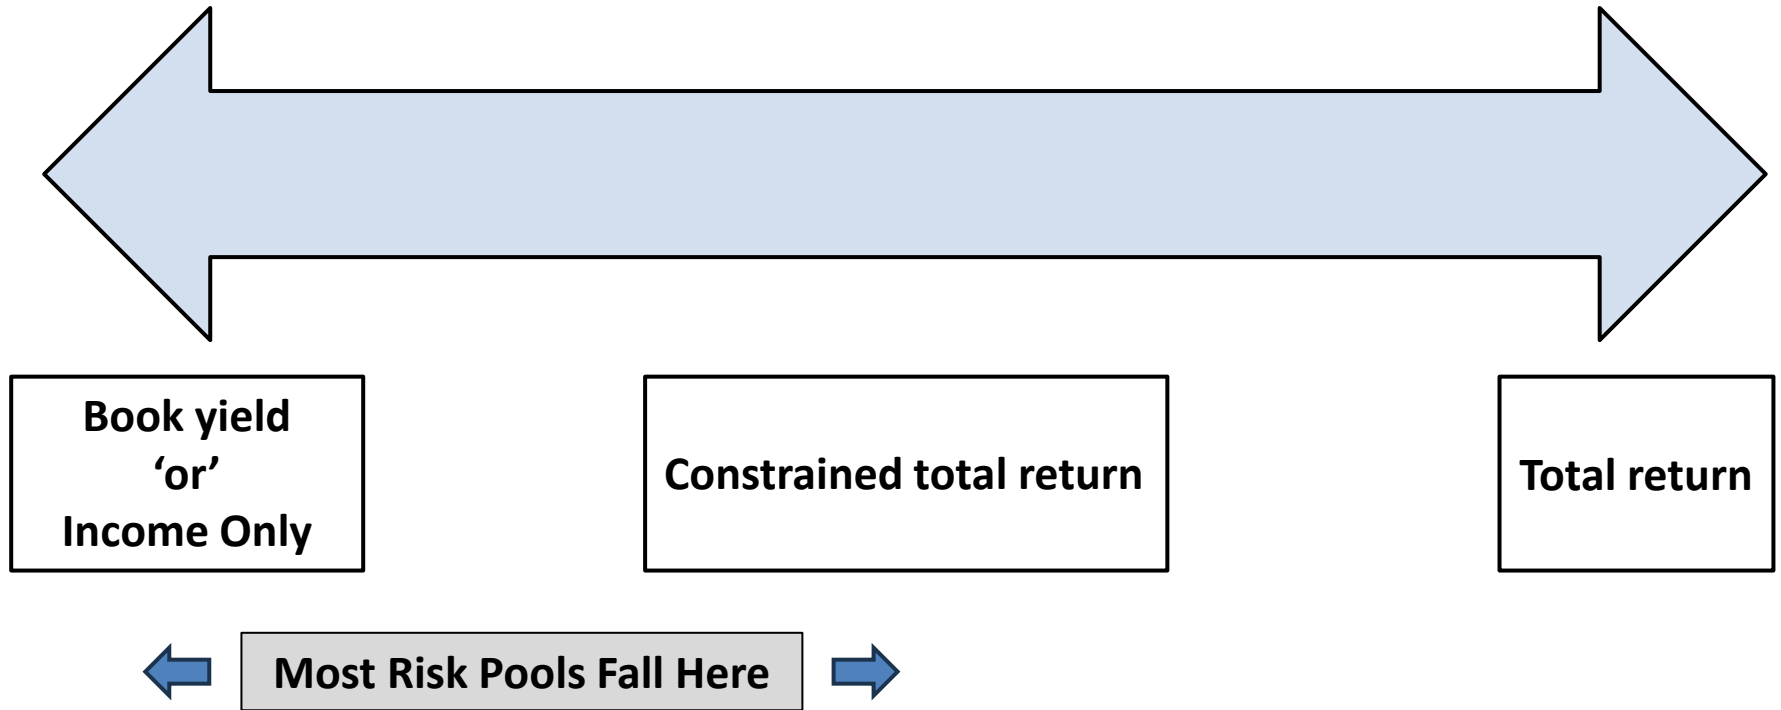 Book yield
‘or’
Income Only
Constrained total return
Total return
Most Risk Pools Fall Here